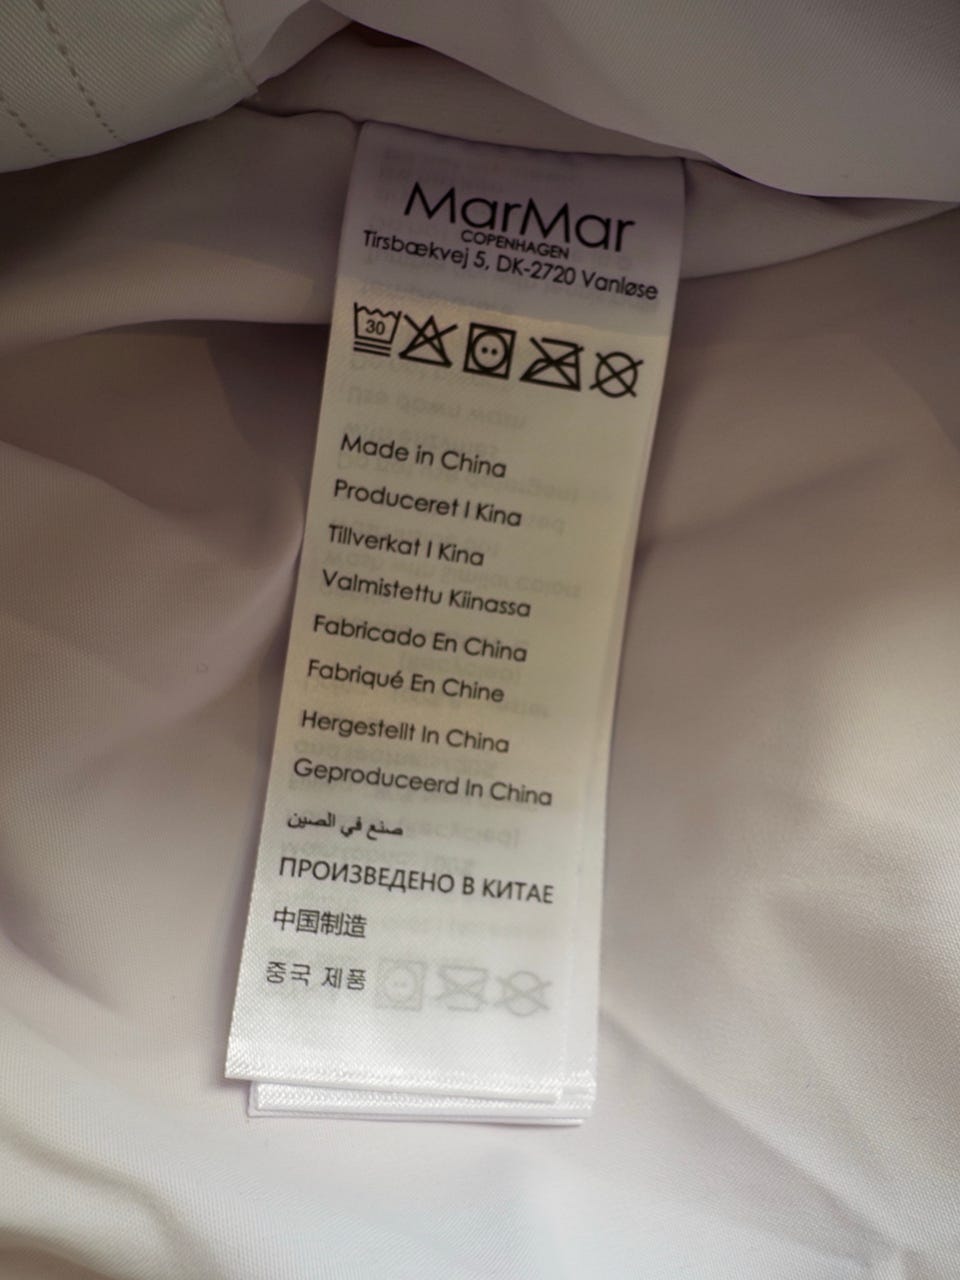 MarMar
COPENHAGEN
Tirsbækvej 5, DK-2720 Vanløse
30
Made in China
Produceret I Kina
Tillverkat I Kina
Valmistettu Kiinassa
Fabricado En China
Fabriqué En Chine
Hergestellt In China
Geproduceerd In China
صنع في الصين
ПРОИЗВЕДЕНО В КИТАЕ
中国制造
중국 제품